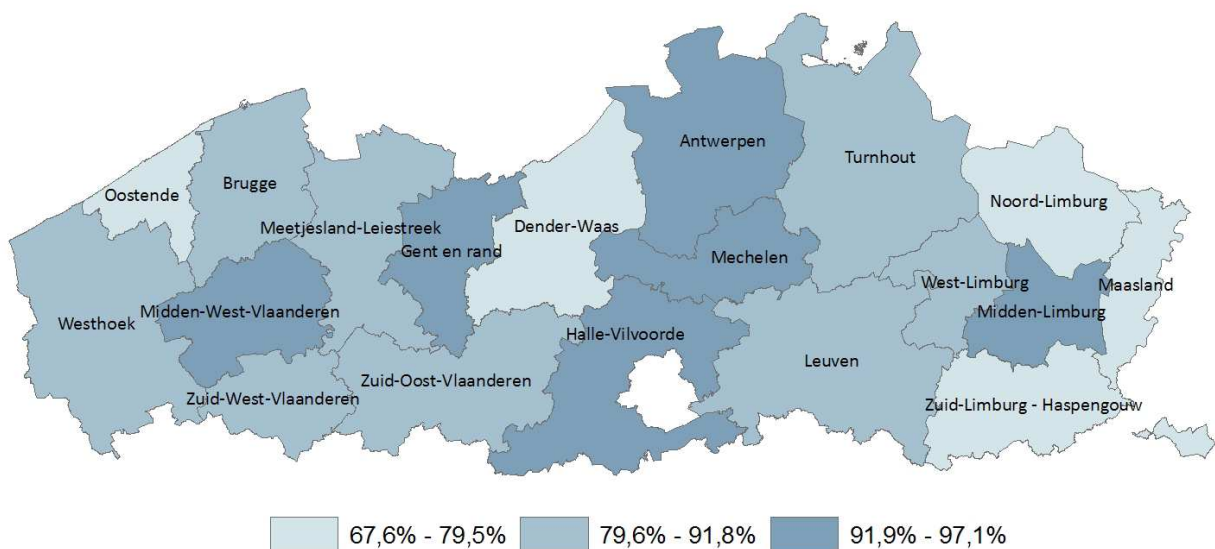 Antwerpen
Turnhout
Brugge
Oostende
Noord-Limburg
Meetjesland-Leiestreek
Dender-Waas
Gent en rand
Mechelen
West-Limburg
Maasland
Midden-West-Vlaanderen
Midden-Limburg
Westhoek
Halle-Vilvoorde
Leuven
Zuid-Oost-Vlaanderen
Zuid-West-Vlaanderen
Zuid-Limburg - Haspengouw
67,6% - 79,5% 79,6% - 91,8% 91,9% - 97,1%